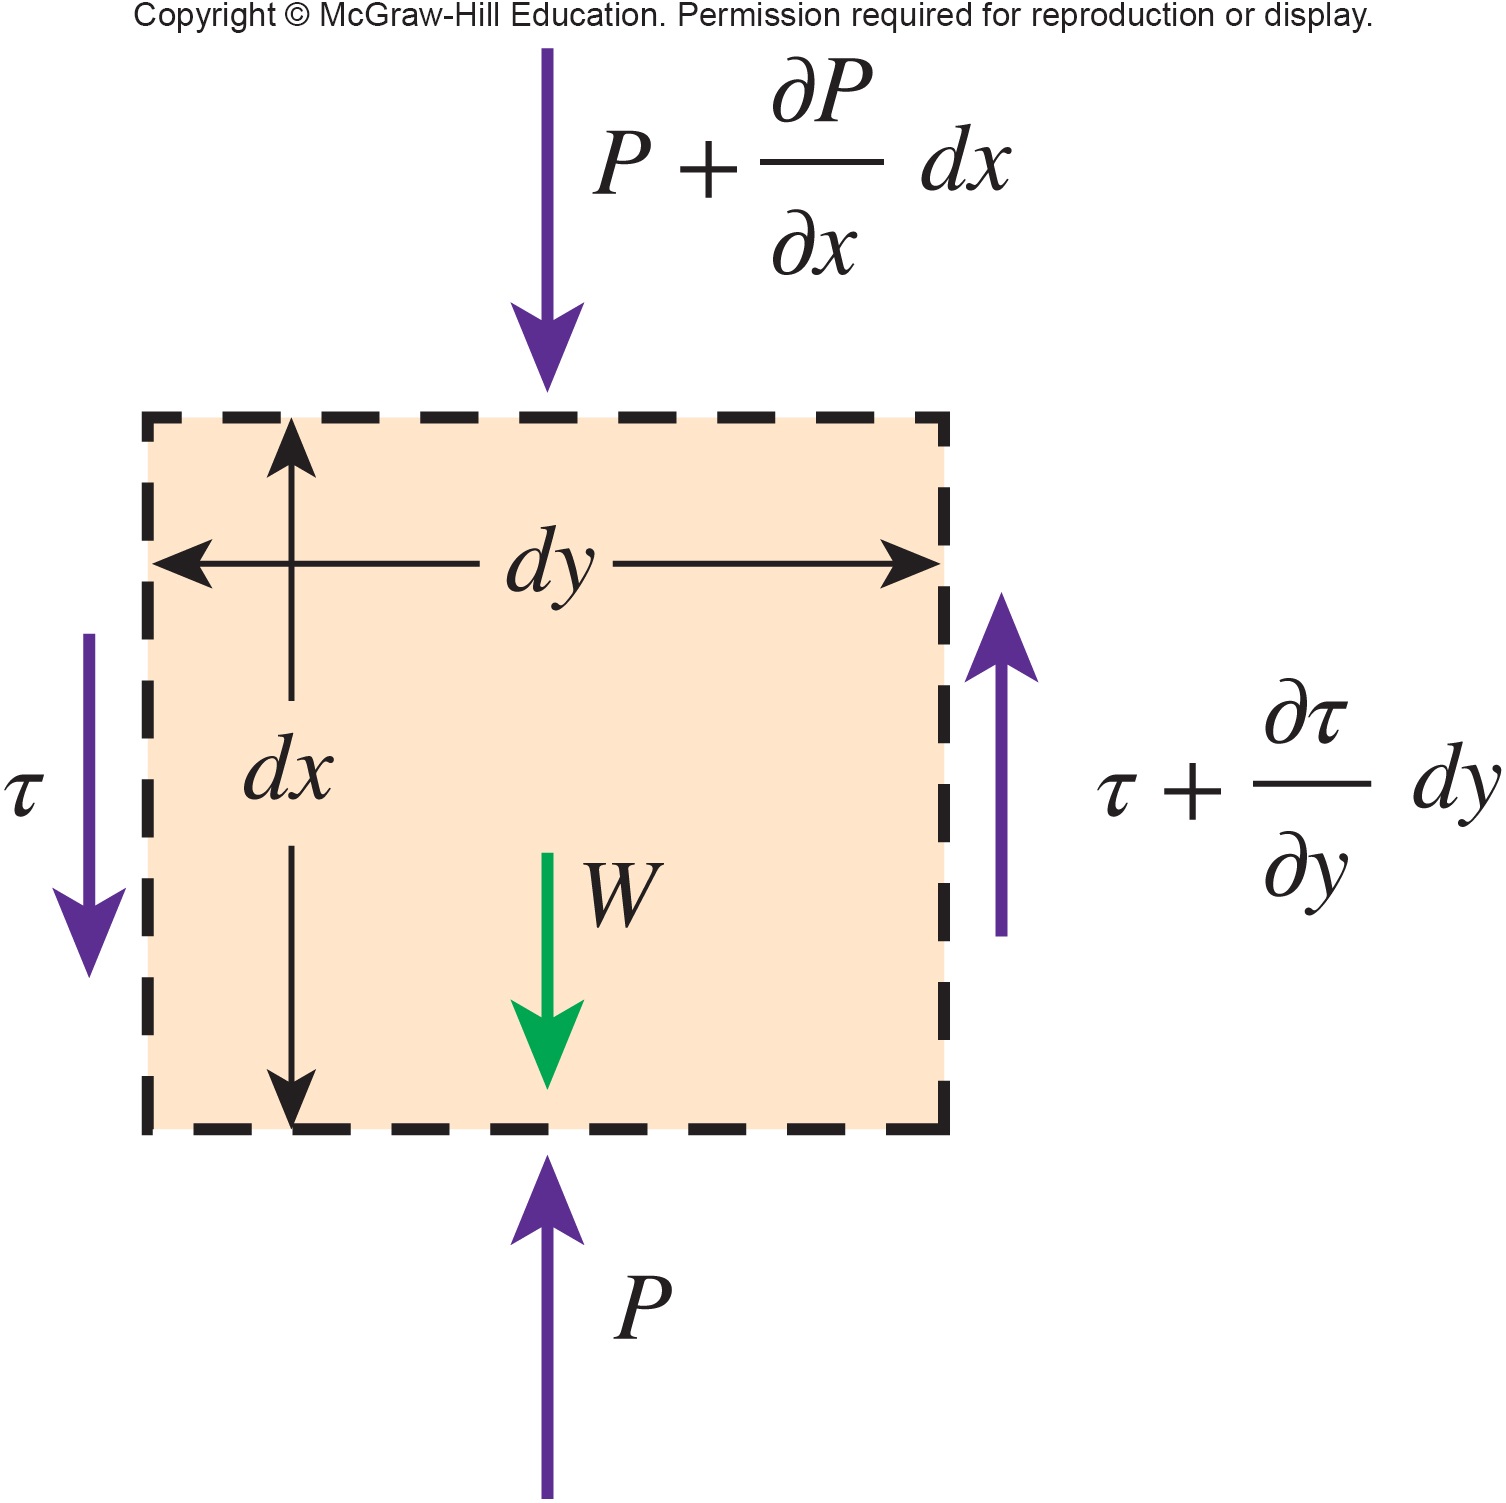 Copyright © McGraw-Hill Education. Permission required for reproduction or display.
P + ∂P/∂x dx
dy
τ
dx
τ + ∂τ/∂y dy
W
P